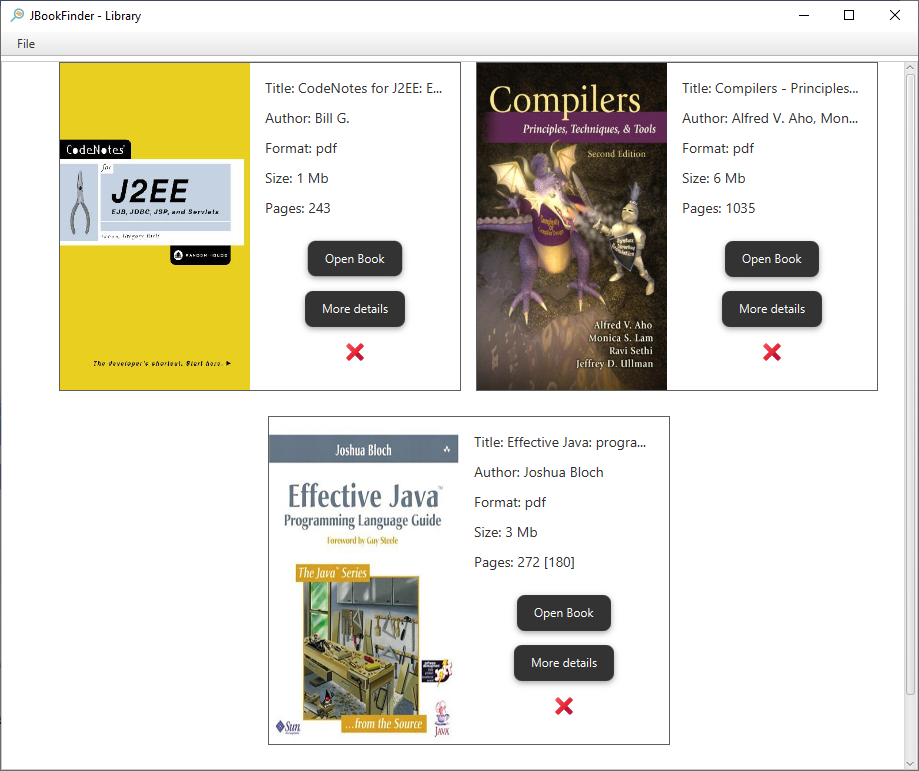 JBookFinder - Library
File
CodeNotes
for
J2EE
EJB, JDBC, JSP, and Servlets
RANDOM HOUSE
The developer's shortcut. Start here.
Title: CodeNotes for J2EE: E...
Author: Bill G.
Format: pdf
Size: 1 Mb
Pages: 243
Open Book
More details
Compilers
Principles, Techniques, & Tools
Second Edition
Alfred V. Aho
Monica S. Lam
Ravi Sethi
Jeffrey D. Ullman
Title: Compilers - Principles...
Author: Alfred V. Aho, Mon...
Format: pdf
Size: 6 Mb
Pages: 1035
Open Book
More details
Joshua Bloch
Effective Java™
Programming Language Guide
Foreword by Guy Steele
The Java™ Series
...from the Source
Sun
JAVA
Title: Effective Java: progra...
Author: Joshua Bloch
Format: pdf
Size: 3 Mb
Pages: 272 [180]
Open Book
More details